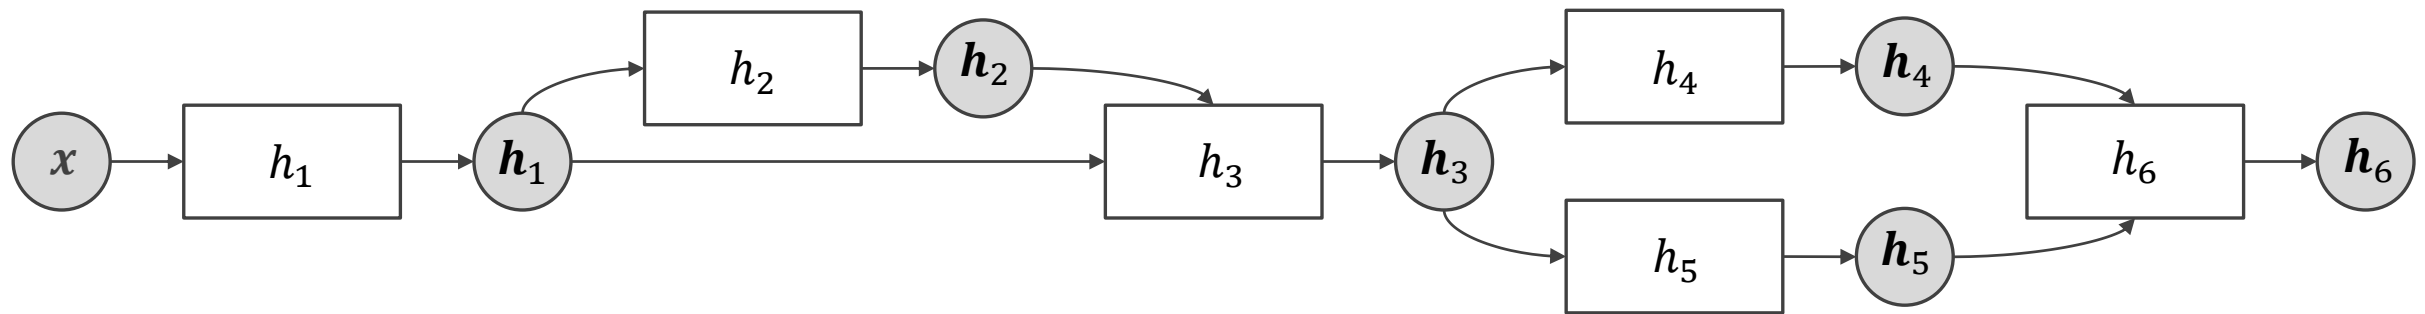 x
h₁
𝒉₁
h₂
𝒉₂
h₃
𝒉₃
h₄
𝒉₄
h₅
𝒉₅
h₆
𝒉₆